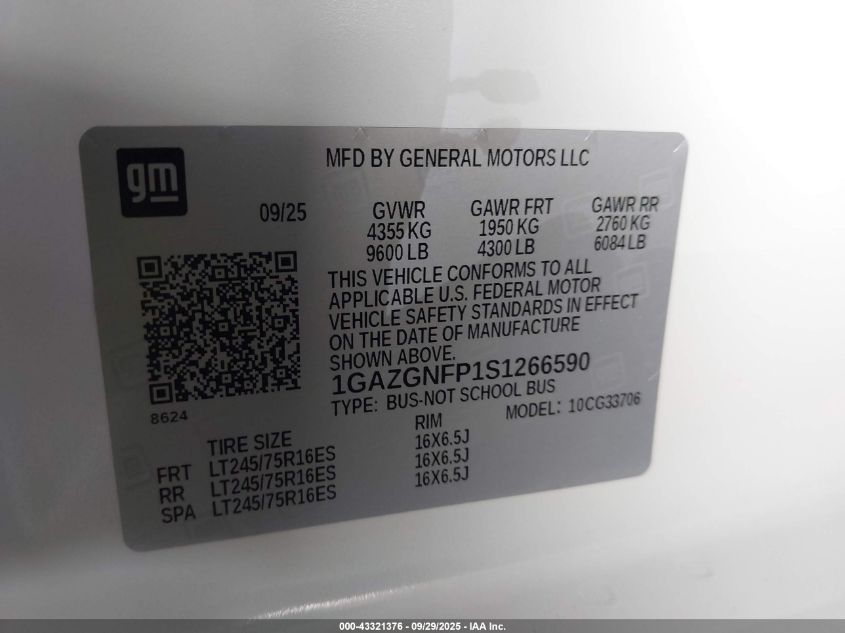 gm
MFD BY GENERAL MOTORS LLC
09/25
GVWR
4355 KG
9600 LB
GAWR FRT
1950 KG
4300 LB
GAWR RR
2760 KG
6084 LB
THIS VEHICLE CONFORMS TO ALL
APPLICABLE U.S. FEDERAL MOTOR
VEHICLE SAFETY STANDARDS IN EFFECT
ON THE DATE OF MANUFACTURE
SHOWN ABOVE.
1GAZGNFP1S1266590
TYPE: BUS-NOT SCHOOL BUS
MODEL: 10CG33706
8624
TIRE SIZE RIM
FRT LT245/75R16ES 16X6.5J
RR LT245/75R16ES 16X6.5J
SPA LT245/75R16ES 16X6.5J
000-43321376 - 09/29/2025 - IAA Inc.